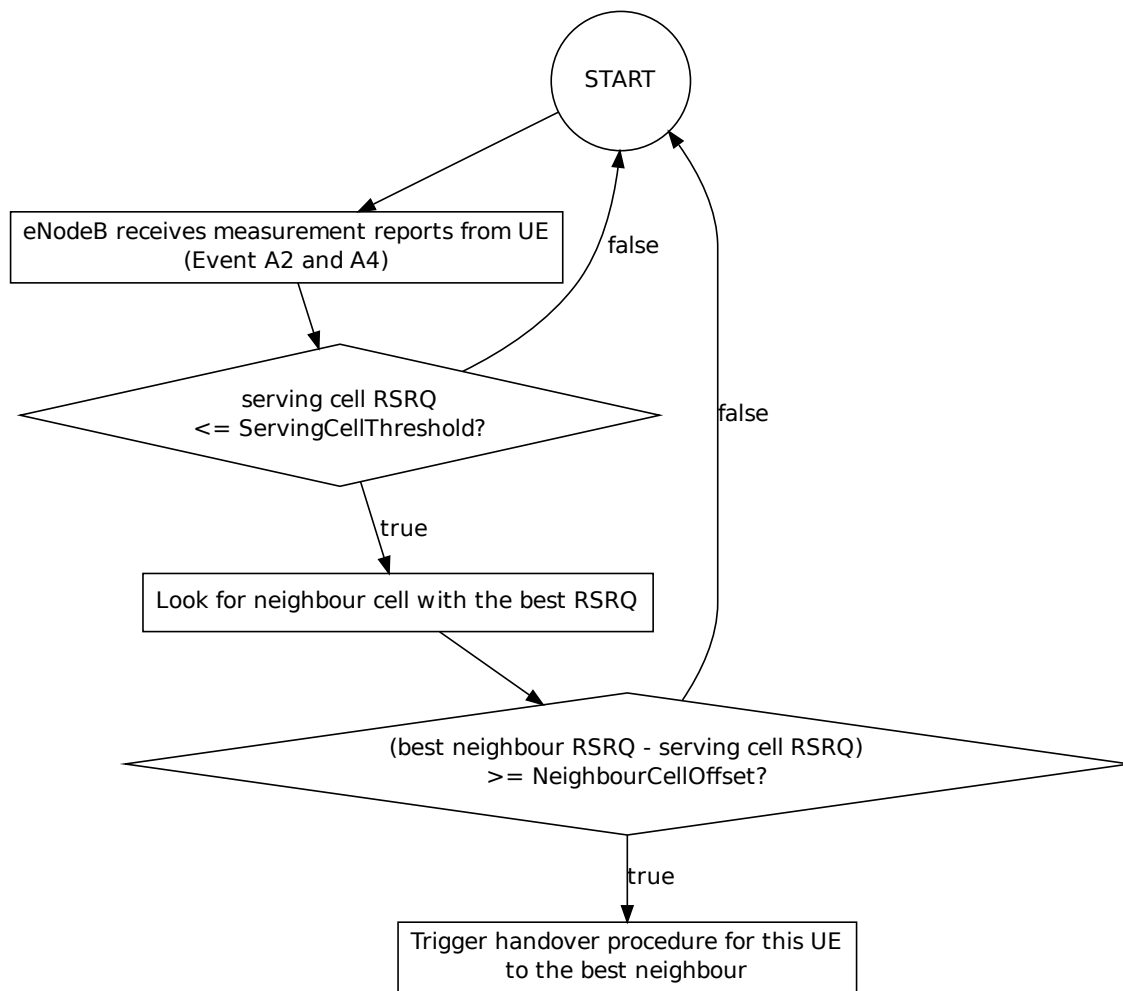 START
eNodeB receives measurement reports from UE
(Event A2 and A4)
false
serving cell RSRQ
<= ServingCellThreshold?
false
true
Look for neighbour cell with the best RSRQ
(best neighbour RSRQ - serving cell RSRQ)
>= NeighbourCellOffset?
true
Trigger handover procedure for this UE
to the best neighbour